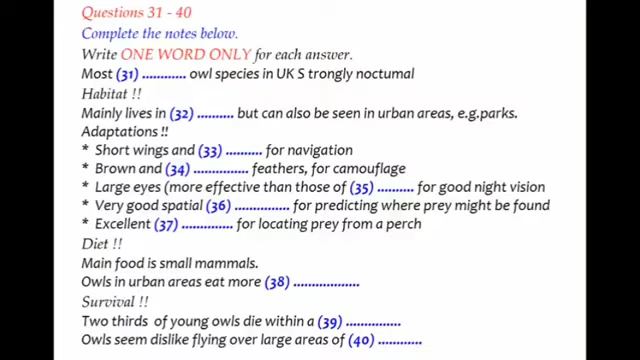 Questions 31 - 40
Complete the notes below.
Write ONE WORD ONLY for each answer.
Most (31) ............ owl species in UK S trongly noctumal
Habitat !!
Mainly lives in (32) .......... but can also be seen in urban areas, e.g.parks.
Adaptations !!
* Short wings and (33) .......... for navigation
* Brown and (34) ............... feathers, for camouflage
* Large eyes (more effective than those of (35) .......... for good night vision
* Very good spatial (36) ............... for predicting where prey might be found
* Excellent (37) .............. for locating prey from a perch
Diet !!
Main food is small mammals.
Owls in urban areas eat more (38) ..................
Survival !!
Two thirds of young owls die within a (39) ...............
Owls seem dislike flying over large areas of (40) ............